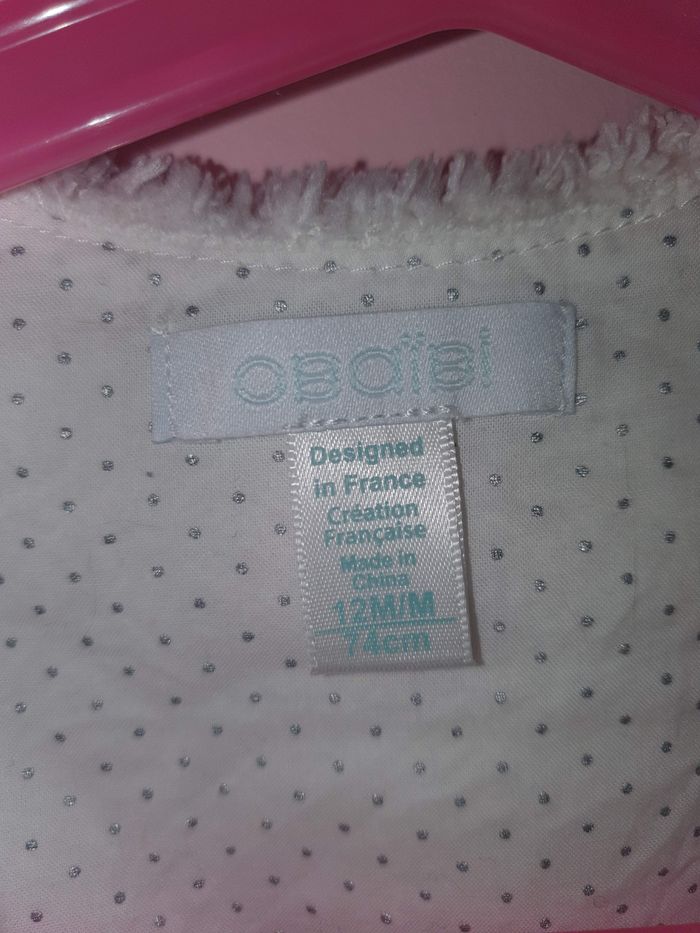 OBAïBI
Designed
in France
Création
Française
Made in
China
12M/M
74cm